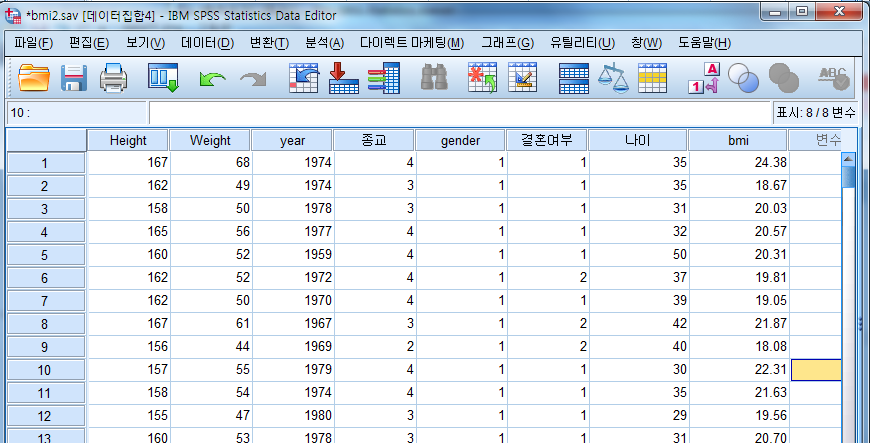 *bmi2.sav [데이터집합4] - IBM SPSS Statistics Data Editor
파일(F) 편집(E) 보기(V) 데이터(D) 변환(T) 분석(A) 다이렉트 마케팅(M) 그래프(G) 유틸리티(U) 창(W) 도움말(H)
1 A ABC
10 : 표시: 8 / 8 변수
Height Weight year 종교 gender 결혼여부 나이 bmi 변수
1 167 68 1974 4 1 1 35 24.38
2 162 49 1974 3 1 1 35 18.67
3 158 50 1978 3 1 1 31 20.03
4 165 56 1977 4 1 1 32 20.57
5 160 52 1959 4 1 1 50 20.31
6 162 52 1972 4 1 2 37 19.81
7 162 50 1970 4 1 1 39 19.05
8 167 61 1967 3 1 2 42 21.87
9 156 44 1969 2 1 2 40 18.08
10 157 55 1979 4 1 1 30 22.31
11 158 54 1974 4 1 1 35 21.63
12 155 47 1980 3 1 1 29 19.56
13 160 53 1978 3 1 1 31 20.70